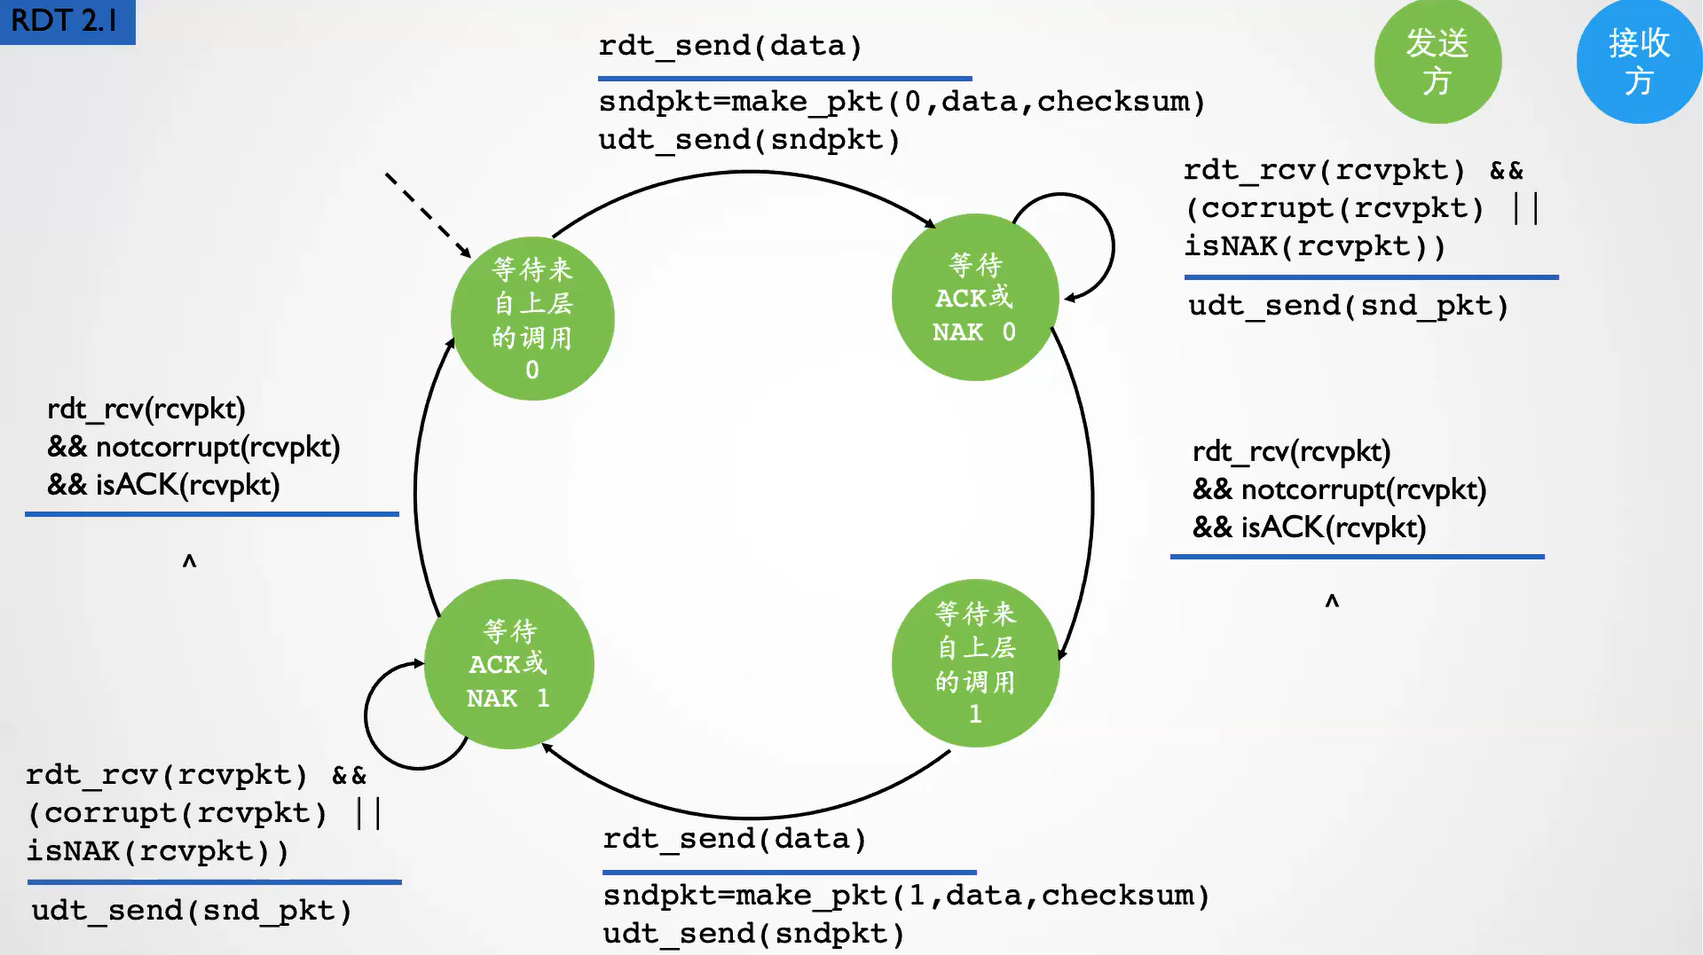 RDT 2.1
rdt_send(data)
sndpkt=make_pkt(0,data,checksum)
udt_send(sndpkt)
发送
方
接收
方
rdt_rcv(rcvpkt) &&
(corrupt(rcvpkt) ||
isNAK(rcvpkt))
udt_send(snd_pkt)
等待来
自上层
的调用
0
等待
ACK或
NAK 0
rdt_rcv(rcvpkt)
&& notcorrupt(rcvpkt)
&& isACK(rcvpkt)
^
rdt_rcv(rcvpkt)
&& notcorrupt(rcvpkt)
&& isACK(rcvpkt)
^
等待
ACK或
NAK 1
等待来
自上层
的调用
1
rdt_rcv(rcvpkt) &&
(corrupt(rcvpkt) ||
isNAK(rcvpkt))
udt_send(snd_pkt)
rdt_send(data)
sndpkt=make_pkt(1,data,checksum)
udt_send(sndpkt)